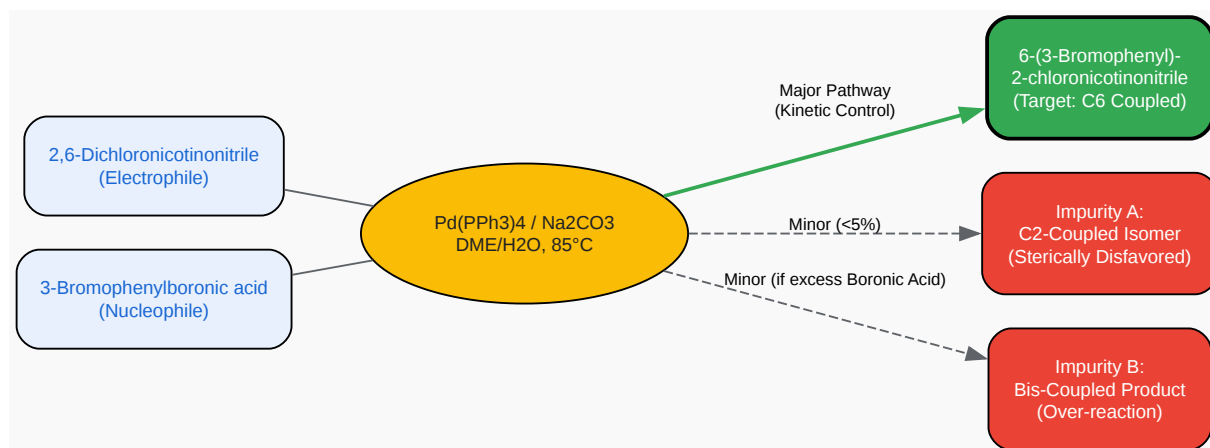 2,6-Dichloronicotinonitrile
(Electrophile)
3-Bromophenylboronic acid
(Nucleophile)
Pd(PPh3)4 / Na2CO3
DME/H2O, 85°C
Major Pathway
(Kinetic Control)
Minor (<5%)
Minor (if excess Boronic Acid)
6-(3-Bromophenyl)-
2-chloronicotinonitrile
(Target: C6 Coupled)
Impurity A:
C2-Coupled Isomer
(Sterically Disfavored)
Impurity B:
Bis-Coupled Product
(Over-reaction)